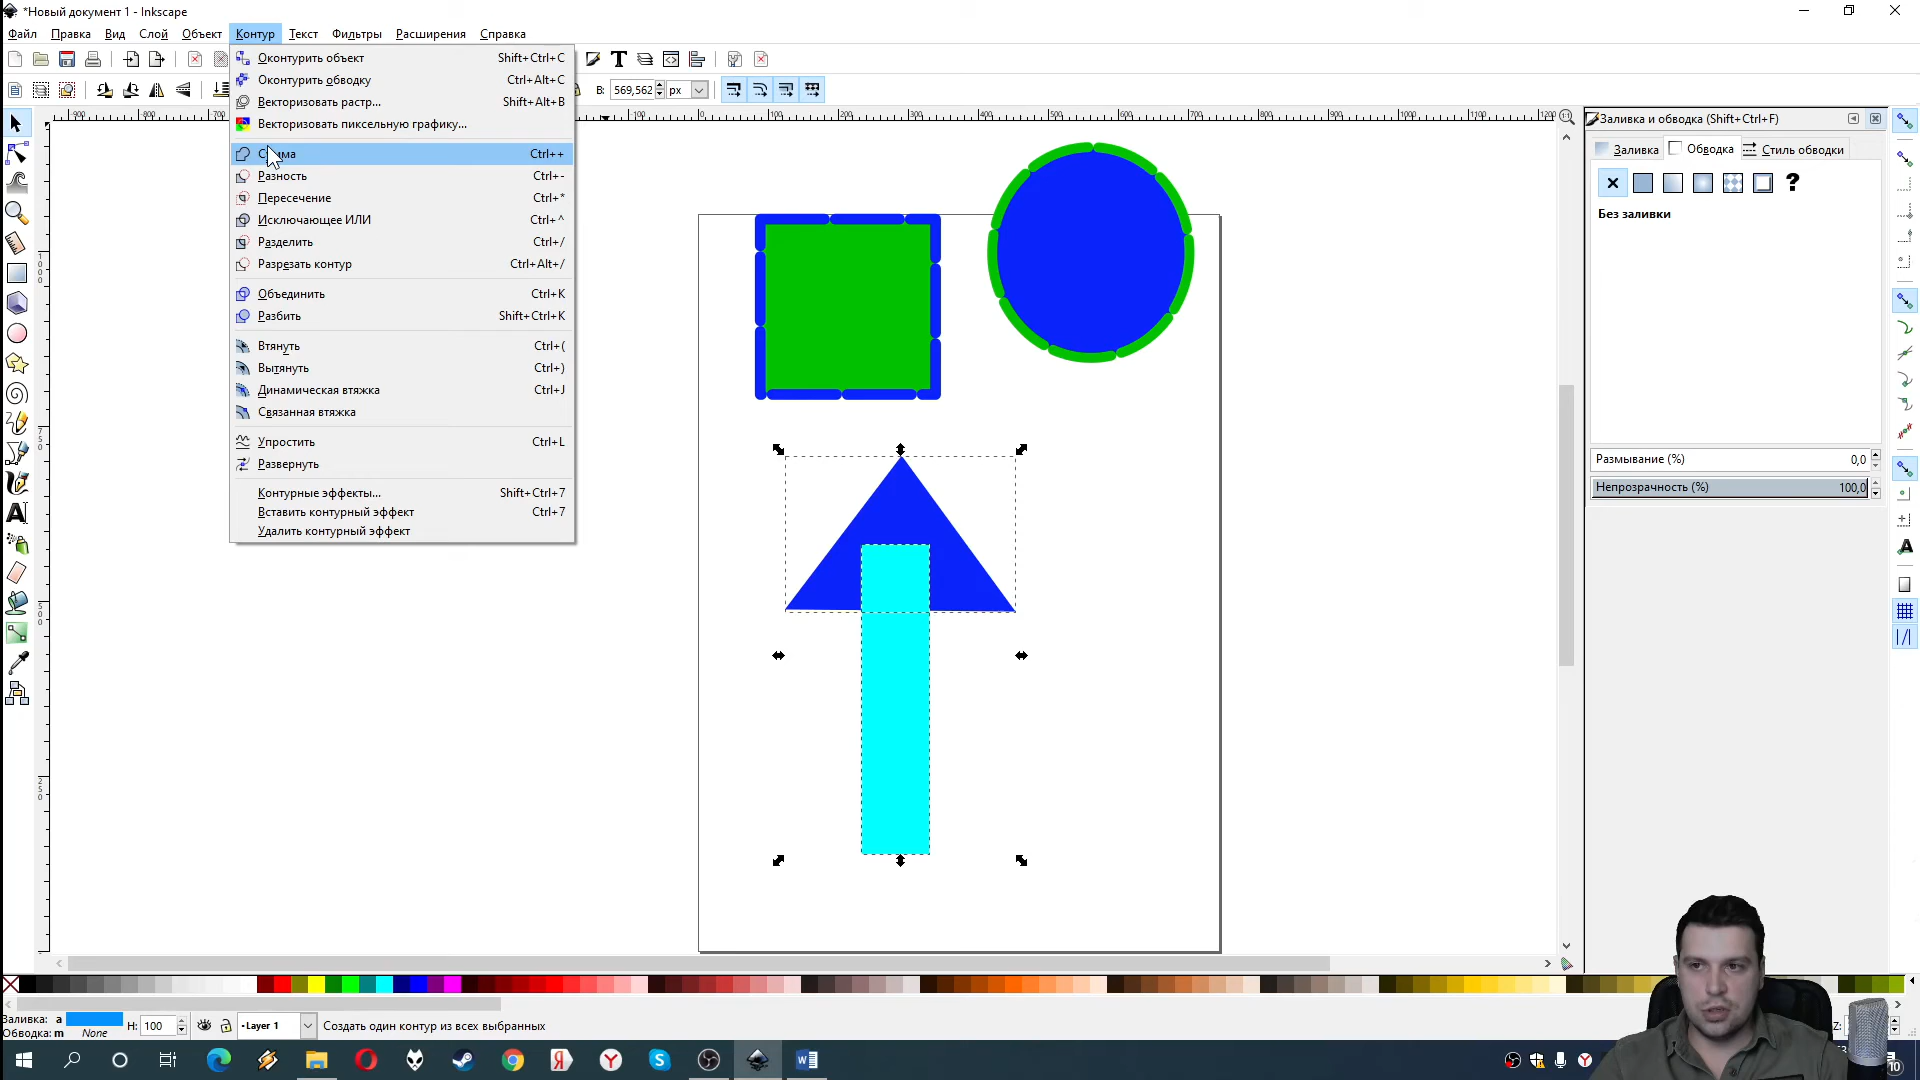 *Новый документ 1 - Inkscape
Файл Правка Вид Слой Объект Контур Текст Фильтры Расширения Справка
Оконтурить объект Shift+Ctrl+C
Оконтурить обводку Ctrl+Alt+C
В: 569,562 px
Векторизовать растр... Shift+Alt+B
Векторизовать пиксельную графику...
Ctrl++
Разность Ctrl+-
Пересечение Ctrl+*
Исключающее ИЛИ Ctrl+^
Разделить Ctrl+/
Разрезать контур Ctrl+Alt+/
Объединить Ctrl+K
Разбить Shift+Ctrl+K
Втянуть Ctrl+(
Вытянуть Ctrl+)
Динамическая втяжка Ctrl+J
Связанная втяжка
Упростить Ctrl+L
Развернуть
Контурные эффекты... Shift+Ctrl+7
Вставить контурный эффект Ctrl+7
Удалить контурный эффект
Заливка и обводка (Shift+Ctrl+F)
Заливка Обводка Стиль обводки
Без заливки
Размывание (%) 0,0
Непрозрачность (%) 100,0
Заливка: а
Обводка: m None
Н: 100
Layer 1
Создать один контур из всех выбранных
Z: